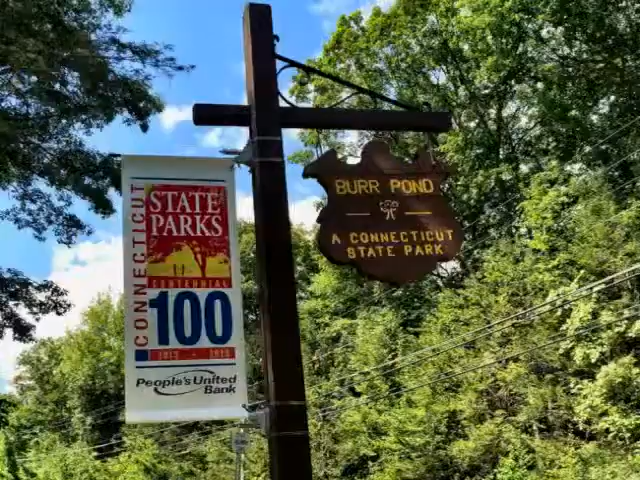 CONNECTICUT
STATE
PARKS
CENTENNIAL
100
1913 - 2013
People's United
Bank
BURR POND
A CONNECTICUT
STATE PARK